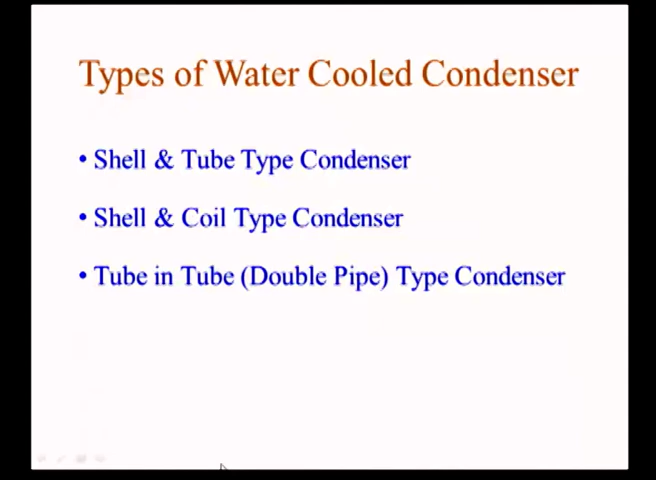 Types of Water Cooled Condenser
• Shell & Tube Type Condenser
• Shell & Coil Type Condenser
• Tube in Tube (Double Pipe) Type Condenser